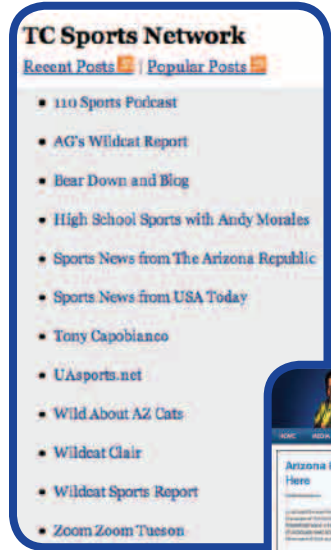 TC Sports Network
Recent Posts | Popular Posts
110 Sports Podcast
AG's Wildcat Report
Bear Down and Blog
High School Sports with Andy Morales
Sports News from The Arizona Republic
Sports News from USA Today
Tony Capobianco
UAsports.net
Wild About AZ Cats
Wildcat Clair
Wildcat Sports Report
Zoom Zoom Tucson
HOME
Arizona
Here